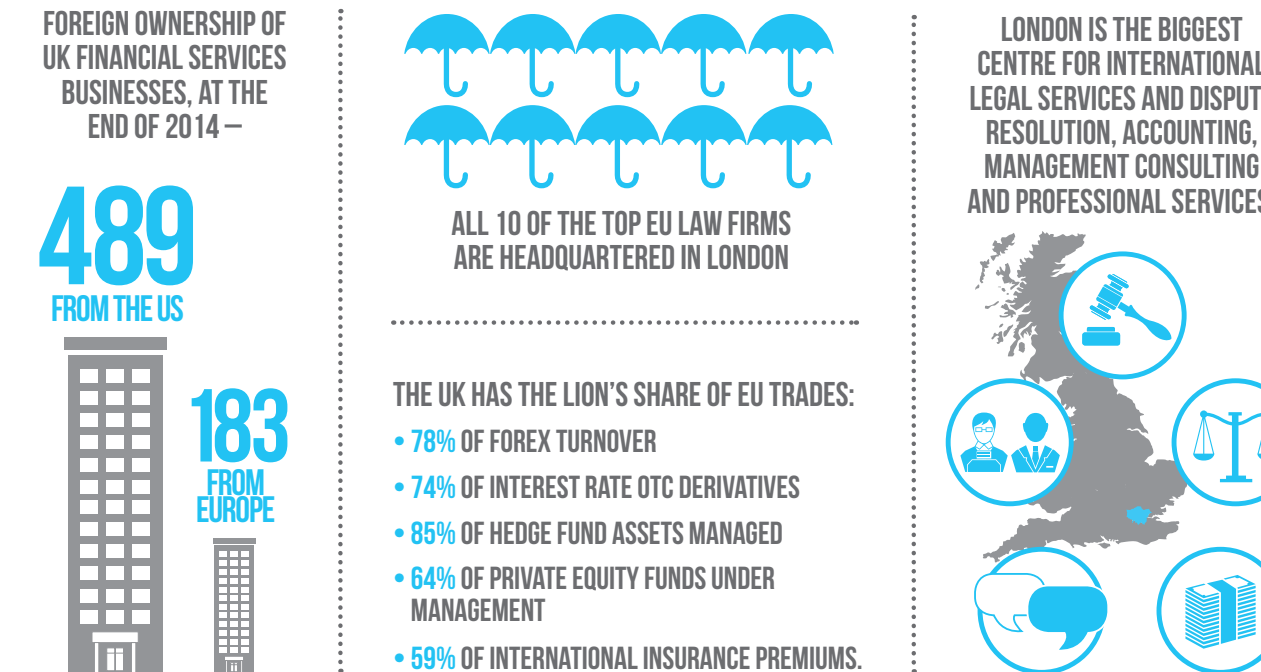 FOREIGN OWNERSHIP OF
UK FINANCIAL SERVICES
BUSINESSES, AT THE
END OF 2014 –
489
FROM THE US
183
FROM
EUROPE
ALL 10 OF THE TOP EU LAW FIRMS
ARE HEADQUARTERED IN LONDON
THE UK HAS THE LION'S SHARE OF EU TRADES:
• 78% OF FOREX TURNOVER
• 74% OF INTEREST RATE OTC DERIVATIVES
• 85% OF HEDGE FUND ASSETS MANAGED
• 64% OF PRIVATE EQUITY FUNDS UNDER
MANAGEMENT
• 59% OF INTERNATIONAL INSURANCE PREMIUMS.
LONDON IS THE BIGGEST
CENTRE FOR INTERNATIONAL
LEGAL SERVICES AND DISPUT
RESOLUTION, ACCOUNTING,
MANAGEMENT CONSULTING
AND PROFESSIONAL SERVICES